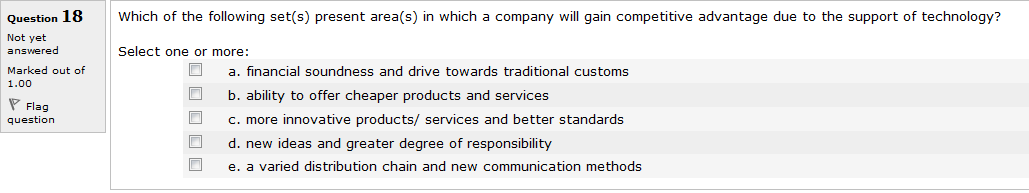 Question 18
Not yet
answered
Marked out of
1.00
Flag
question
Which of the following set(s) present area(s) in which a company will gain competitive advantage due to the support of technology?
Select one or more:
a. financial soundness and drive towards traditional customs
b. ability to offer cheaper products and services
c. more innovative products/ services and better standards
d. new ideas and greater degree of responsibility
e. a varied distribution chain and new communication methods